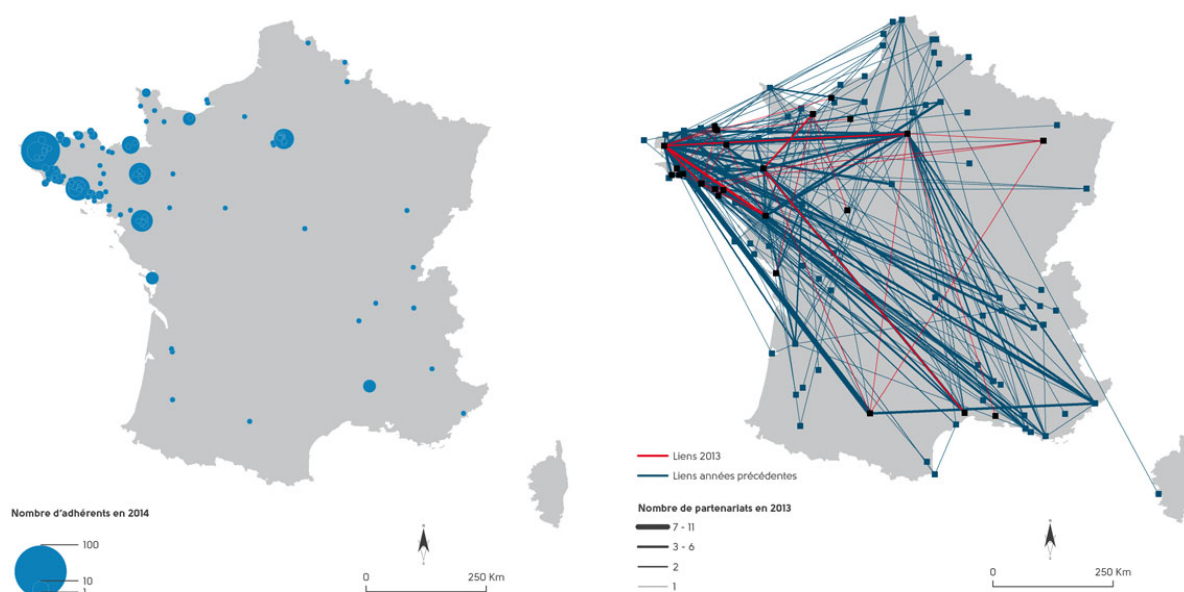 Nombre d'adhérents en 2014
100
10
1
0
250 Km
Liens 2013
Liens années précédentes
Nombre de partenariats en 2013
7 - 11
3 - 6
2
1
0
250 Km